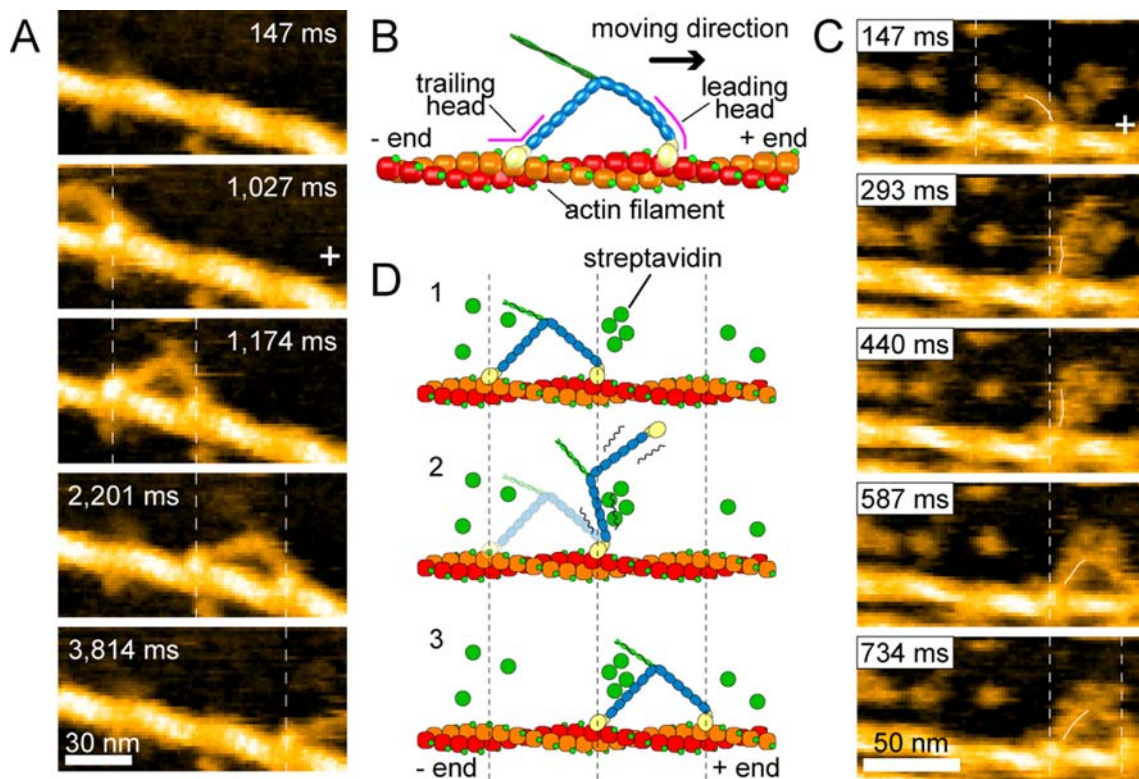 A
147 ms
1,027 ms
+
1,174 ms
2,201 ms
3,814 ms
30 nm
B
moving direction
trailing
head
leading
head
- end
+ end
actin filament
D
streptavidin
1
2
3
- end
+ end
C
147 ms
+
293 ms
440 ms
587 ms
734 ms
50 nm